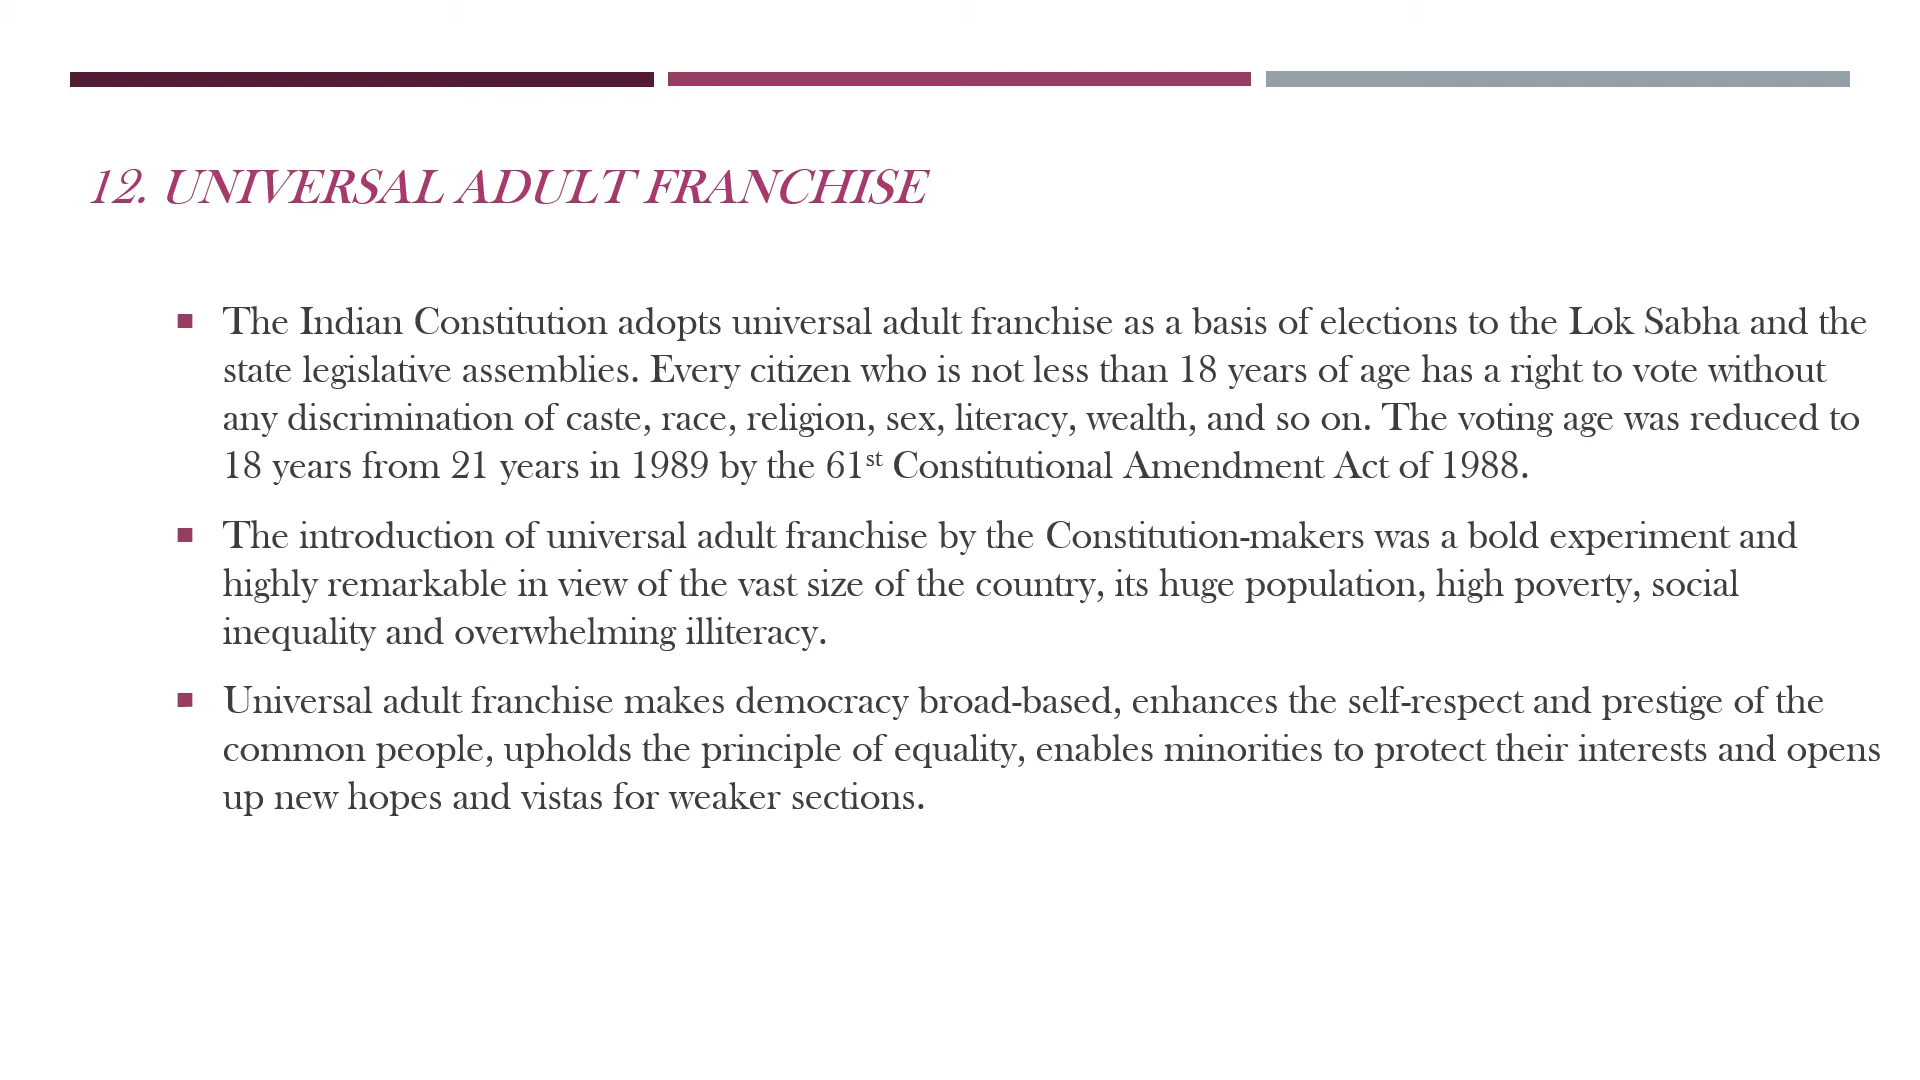 12. UNIVERSAL ADULT FRANCHISE
▪ The Indian Constitution adopts universal adult franchise as a basis of elections to the Lok Sabha and the
state legislative assemblies. Every citizen who is not less than 18 years of age has a right to vote without
any discrimination of caste, race, religion, sex, literacy, wealth, and so on. The voting age was reduced to
18 years from 21 years in 1989 by the 61st Constitutional Amendment Act of 1988.
▪ The introduction of universal adult franchise by the Constitution-makers was a bold experiment and
highly remarkable in view of the vast size of the country, its huge population, high poverty, social
inequality and overwhelming illiteracy.
▪ Universal adult franchise makes democracy broad-based, enhances the self-respect and prestige of the
common people, upholds the principle of equality, enables minorities to protect their interests and opens
up new hopes and vistas for weaker sections.